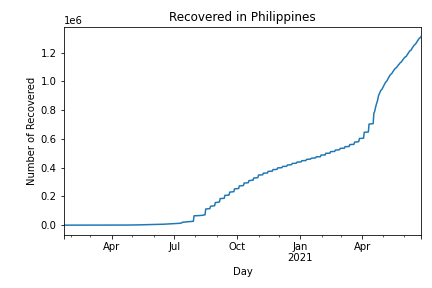 Recovered in Philippines
1e6
1.2
1.0
0.8
0.6
0.4
0.2
0.0
Number of Recovered
Apr
Jul
Oct
Jan
2021
Apr
Day